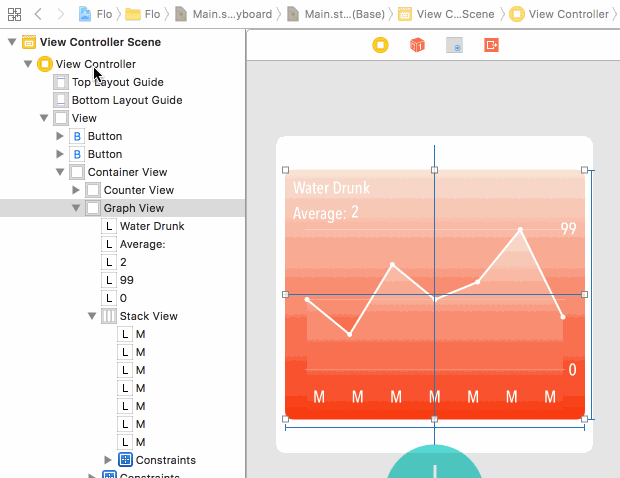 Flo Flo Main.s...yboard Main.st...(Base) View C...Scene View Controller
View Controller Scene
View Controller
Top Layout Guide
Bottom Layout Guide
View
B Button
B Button
Container View
Counter View
Graph View
L Water Drunk
L Average:
L 2
L 99
L 0
Stack View
L M
L M
L M
L M
L M
L M
L M
Constraints
Constraints
Water Drunk
Average: 2
99
0
M M M M M M M